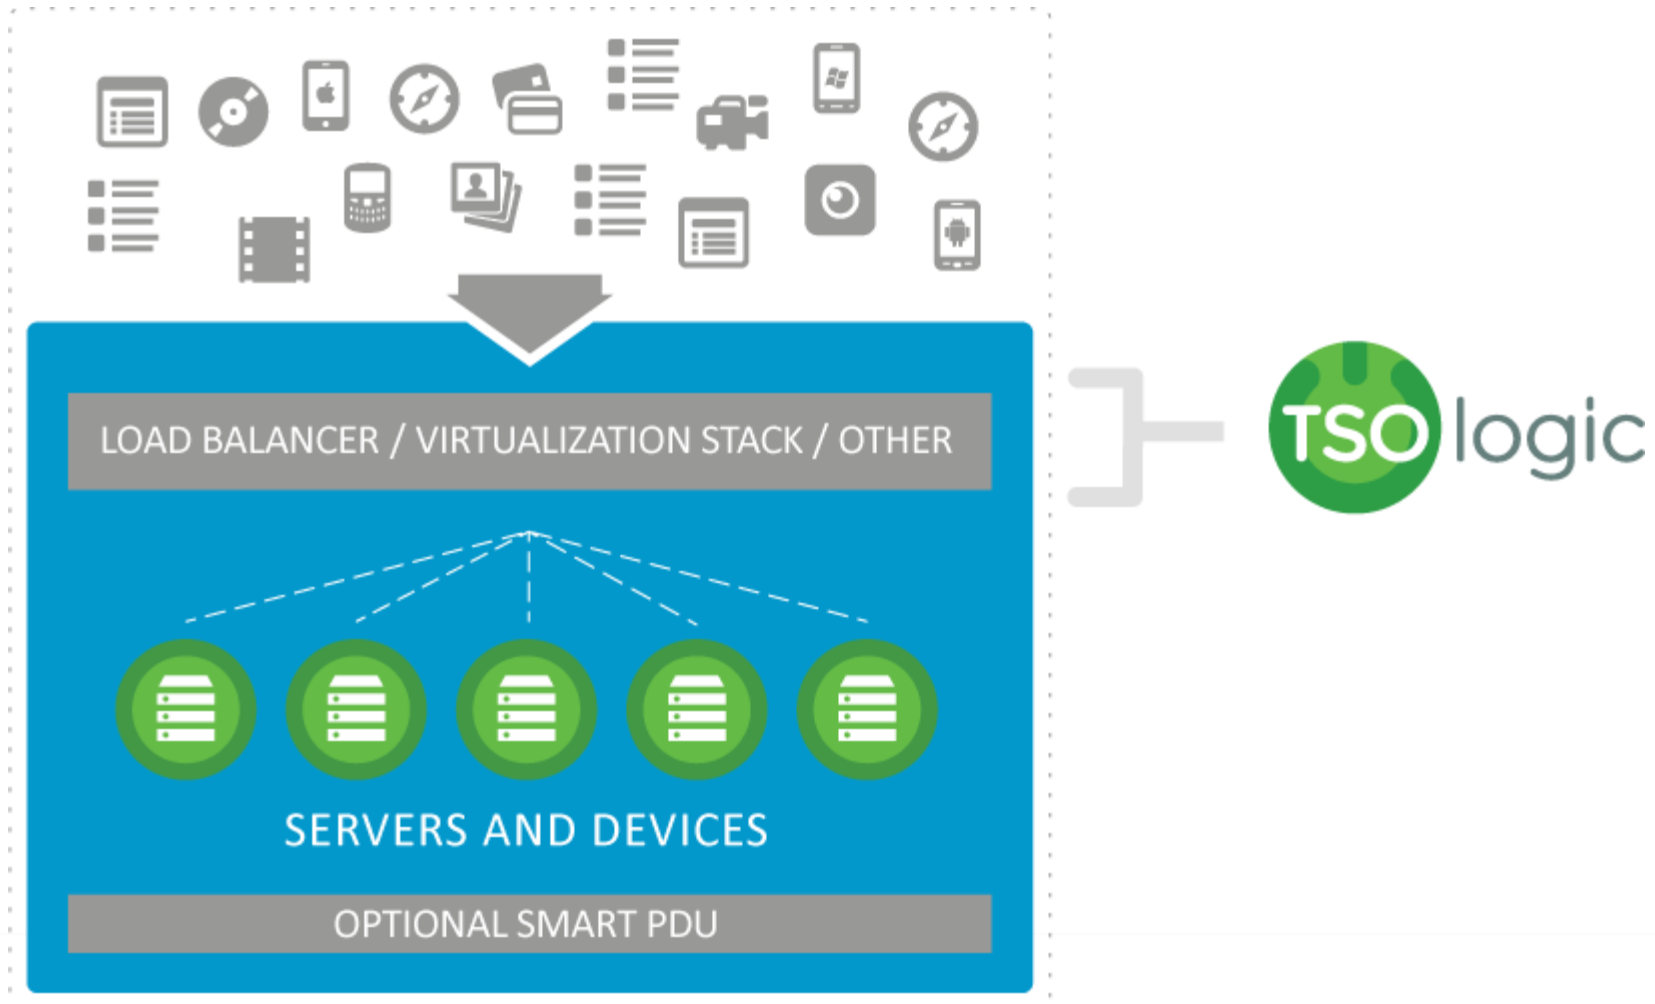 LOAD BALANCER / VIRTUALIZATION STACK / OTHER
TSO logic
SERVERS AND DEVICES
OPTIONAL SMART PDU